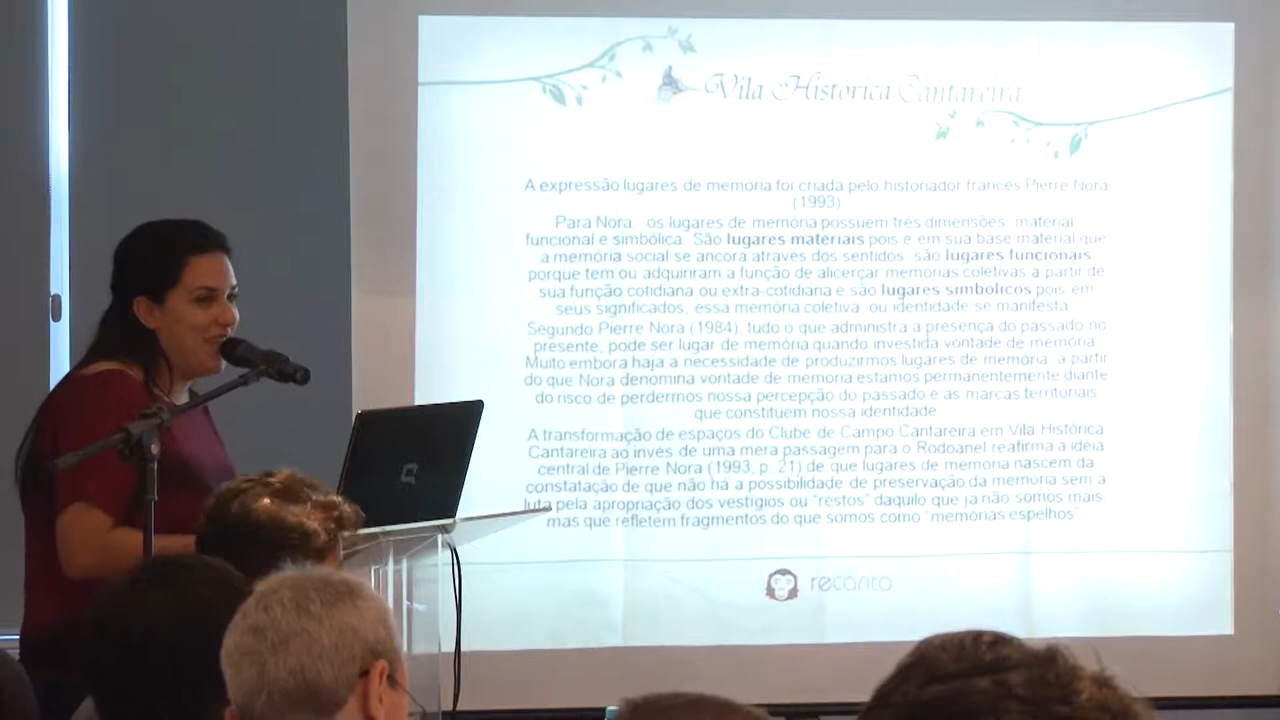 Vila Histórica Cantareira
A expressão lugares de memória foi criada pelo historiador francês Pierre Nora
(1993)
Para Nora, os lugares de memória possuem três dimensões: material,
funcional e simbólica. São lugares materiais pois é em sua base material que
a memória social se ancora através dos sentidos, são lugares funcionais
porque tem ou adquiriram a função de alicerçar memórias coletivas a partir de
sua função cotidiana ou extra-cotidiana e são lugares simbólicos pois em
seus significados, essa memória coletiva, ou identidade se manifesta.
Segundo Pierre Nora (1984), tudo o que administra a presença do passado no
presente, pode ser lugar de memória quando investida vontade de memória.
Muito embora haja a necessidade de produzirmos lugares de memória, a partir
do que Nora denomina vontade de memória estamos permanentemente diante
do risco de perdermos nossa percepção do passado e as marcas territoriais
que constituem nossa identidade
A transformação de espaços do Clube de Campo Cantareira em Vila Histórica
Cantareira ao invés de uma mera passagem para o Rodoanel reafirma a idéia
central de Pierre Nora (1993, p. 21) de que lugares de memória nascem da
constatação de que não há a possibilidade de preservação da memória sem a
luta pela apropriação dos vestígios ou "restos" daquilo que já não somos mais,
mas que refletem fragmentos do que somos como "memórias espelhos"
recanto